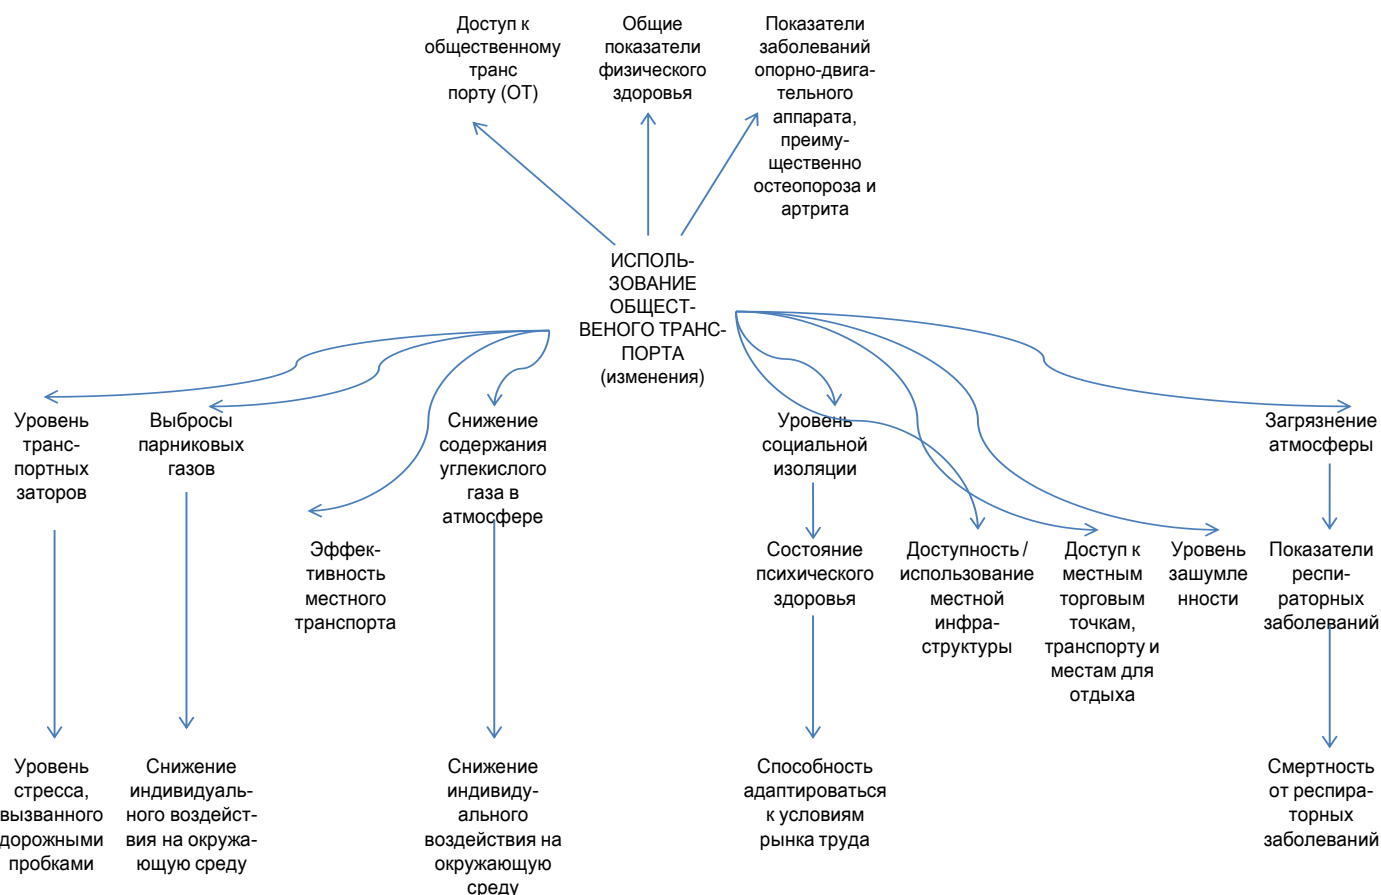 Доступ к
общественному
транс
порту (ОТ)
Общие
показатели
физического
здоровья
Показатели
заболеваний
опорно-двига-
тельного
аппарата,
преиму-
щественно
остеопороза и
артрита
ИСПОЛЬ-
ЗОВАНИЕ
ОБЩЕСТ-
ВЕНОГО ТРАНС-
ПОРТА
(изменения)
Уровень
транс-
портных
заторов
Выбросы
парниковых
газов
Снижение
содержания
углекислого
газа в
атмосфере
Уровень
социальной
изоляции
Загрязнение
атмосферы
Эффек-
тивность
местного
транспорта
Состояние
психического
здоровья
Доступность /
использование
местной
инфра-
структуры
Доступ к
местным
торговым
точкам,
транспорту и
местам для
отдыха
Уровень
зашумле
нности
Показатели
респи-
раторных
заболеваний
Уровень
стресса,
вызванного
дорожными
пробками
Снижение
индивидуаль-
ного воздейст-
вия на окружа-
ющую среду
Снижение
индивиду-
ального
воздействия на
окружающую
среду
Способность
адаптироваться
к условиям
рынка труда
Смертность
от респира-
торных
заболеваний